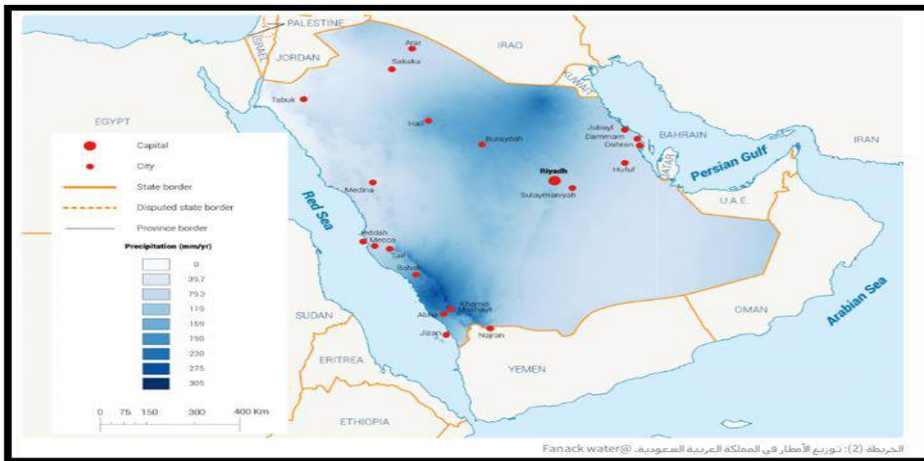 PALESTINE
ISRAEL
JORDAN
IRAQ
KUWAIT
Arar
Sakaka
Tabuk
EGYPT
Hail
Buraydah
Jubayl
Dammam
Dahran
BAHRAIN
IRAN
QATAR
Persian Gulf
Hufuf
Riyadh
Sulaymaniyah
Medina
U.A.E.
Red Sea
Jeddah
Mecca
Taif
Bahah
Khamis
Mushayt
Abha
Jizan
Najran
SUDAN
ERITREA
ETHIOPIA
YEMEN
OMAN
Arabian Sea
Capital
City
State border
Disputed state border
Province border
Precipitation (mm/yr)
0
39.7
79.3
119
159
190
230
275
305
0 75 150 300 400 Km
الخريطة (2): توزيع الأمطار في المملكة العربية السعودية. @Fanack water